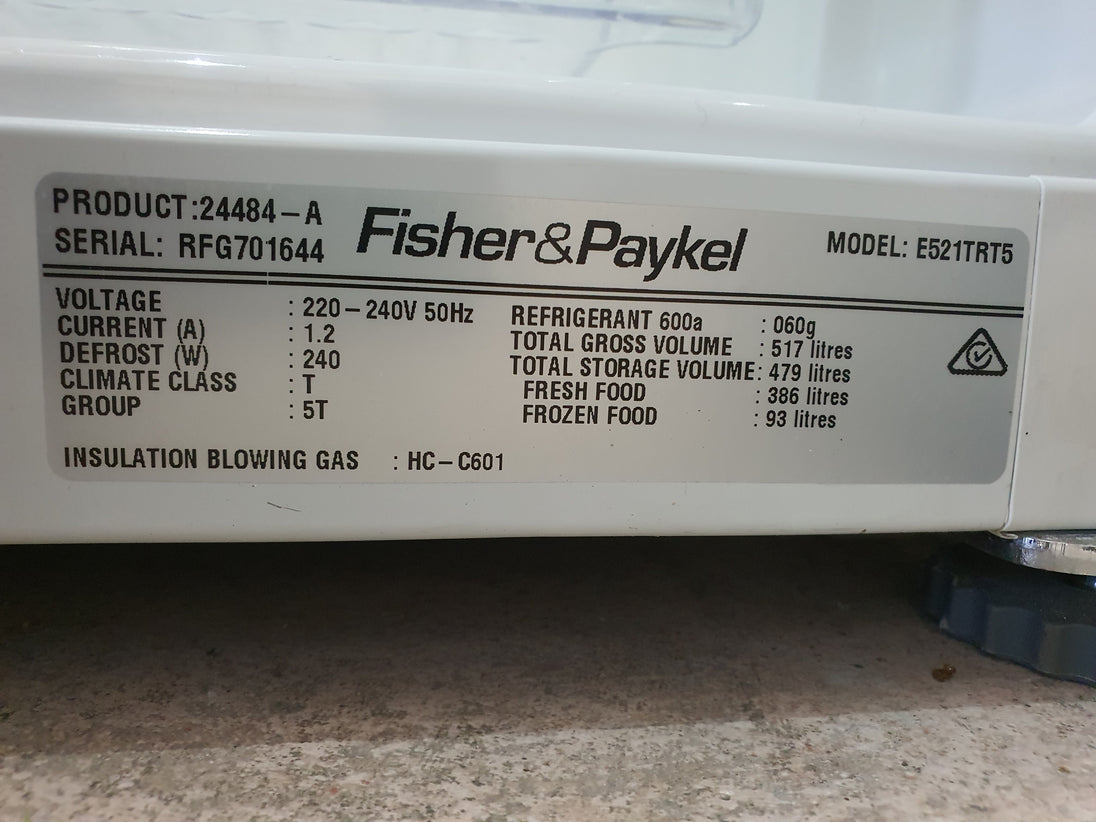 PRODUCT:24484-A
SERIAL: RFG701644
Fisher&Paykel
MODEL: E521TRT5
VOLTAGE : 220-240V 50Hz
CURRENT (A) : 1.2
DEFROST (W) : 240
CLIMATE CLASS : T
GROUP : 5T
REFRIGERANT 600a : 060g
TOTAL GROSS VOLUME : 517 litres
TOTAL STORAGE VOLUME: 479 litres
FRESH FOOD : 386 litres
FROZEN FOOD : 93 litres
INSULATION BLOWING GAS : HC-C601